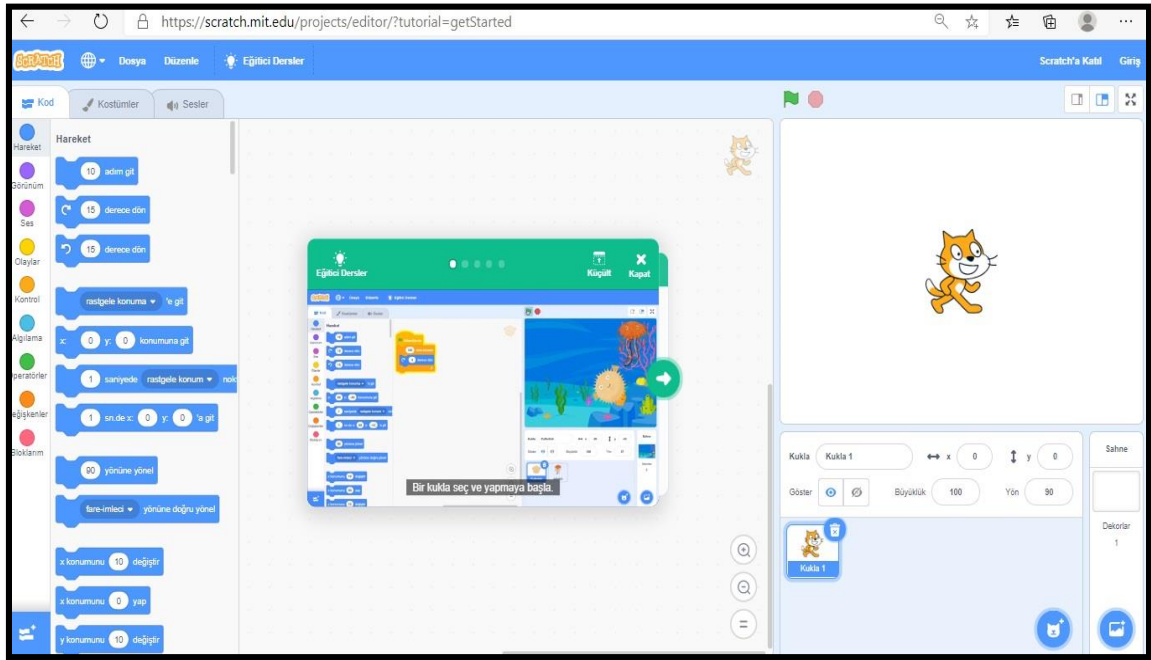 https://scratch.mit.edu/projects/editor/?tutorial=getStarted
SCRATCH Dosya Düzenle Eğitici Dersler Scratch'a Katıl Giriş
Kod Kostümler Sesler
Hareket
Görünüm
Ses
Olaylar
Kontrol
Algılama
Operatörler
eğişkenler
Bloklarım
Hareket
10 adım git
15 derece dön
15 derece dön
rastgele konuma 'e git
x: 0 y: 0 konumuna git
1 saniyede rastgele konum nok
1 sn.de x: 0 y: 0 'a git
90 yönüne yönel
fare-imleci yönüne doğru yönel
x konumunu 10 değiştir
x konumunu 0 yap
y konumunu 10 değiştir
Eğitici Dersler Küçült Kapat
Bir kukla seç ve yapmaya başla.
Kukla Kukla 1 x 0 y 0
Göster Büyüklük 100 Yön 90
Kukla 1
Sahne
Dekorlar
1